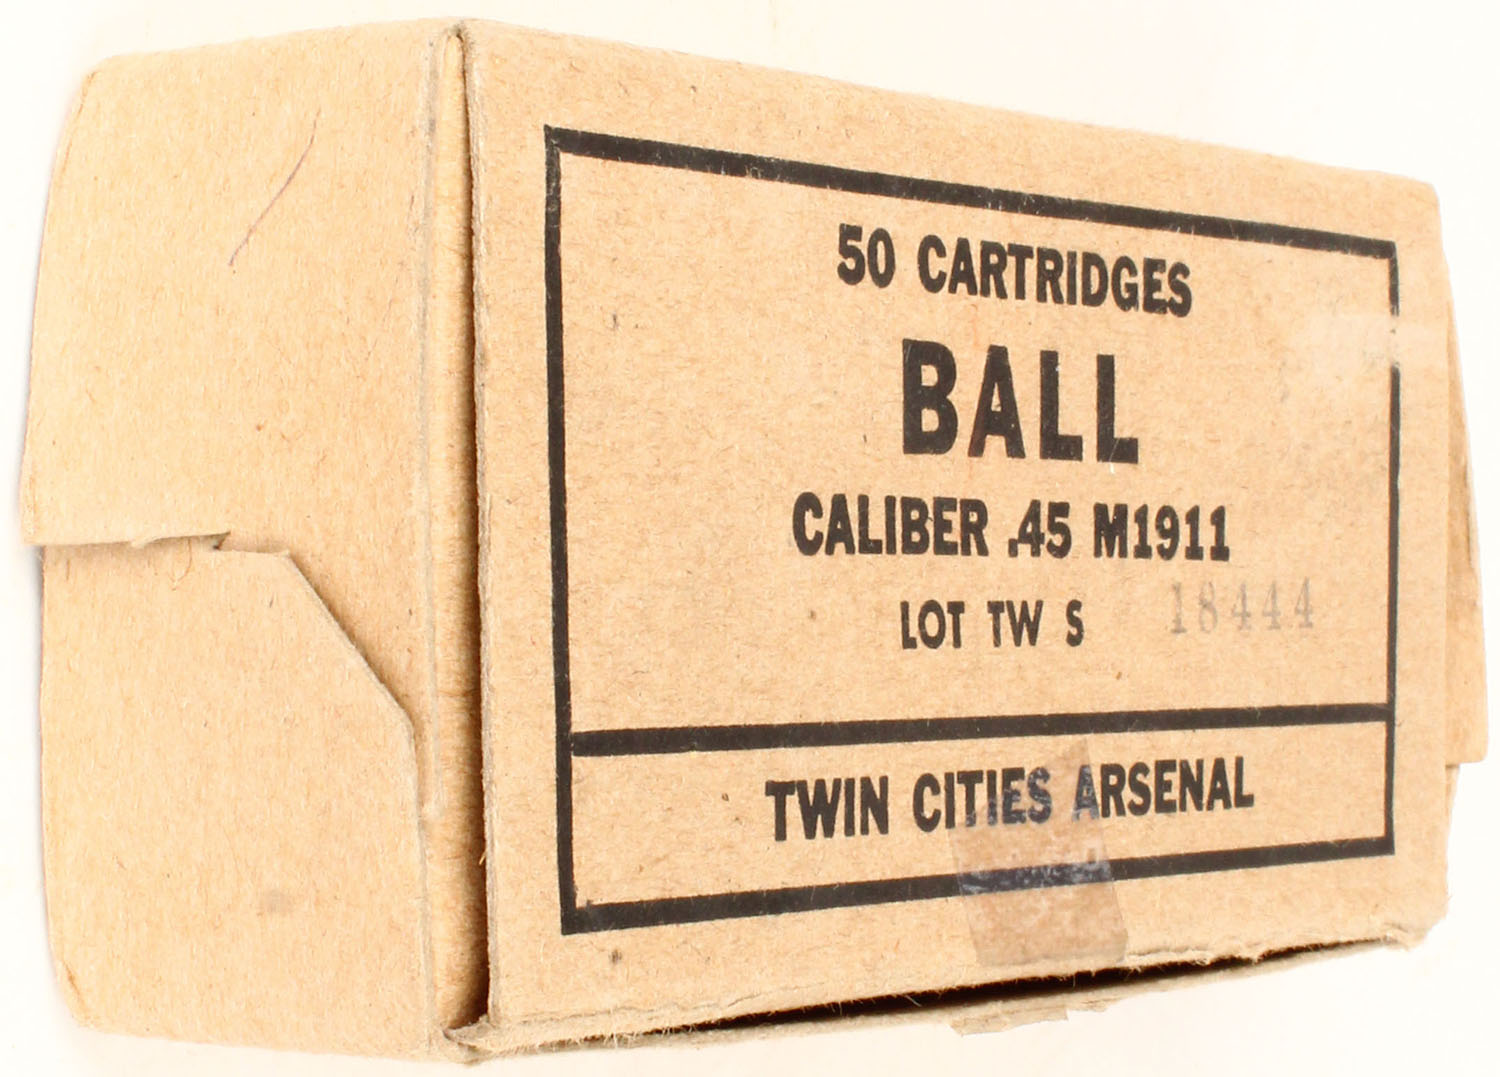 50 CARTRIDGES
BALL
CALIBER .45 M1911
LOT TW S 18444
TWIN CITIES ARSENAL